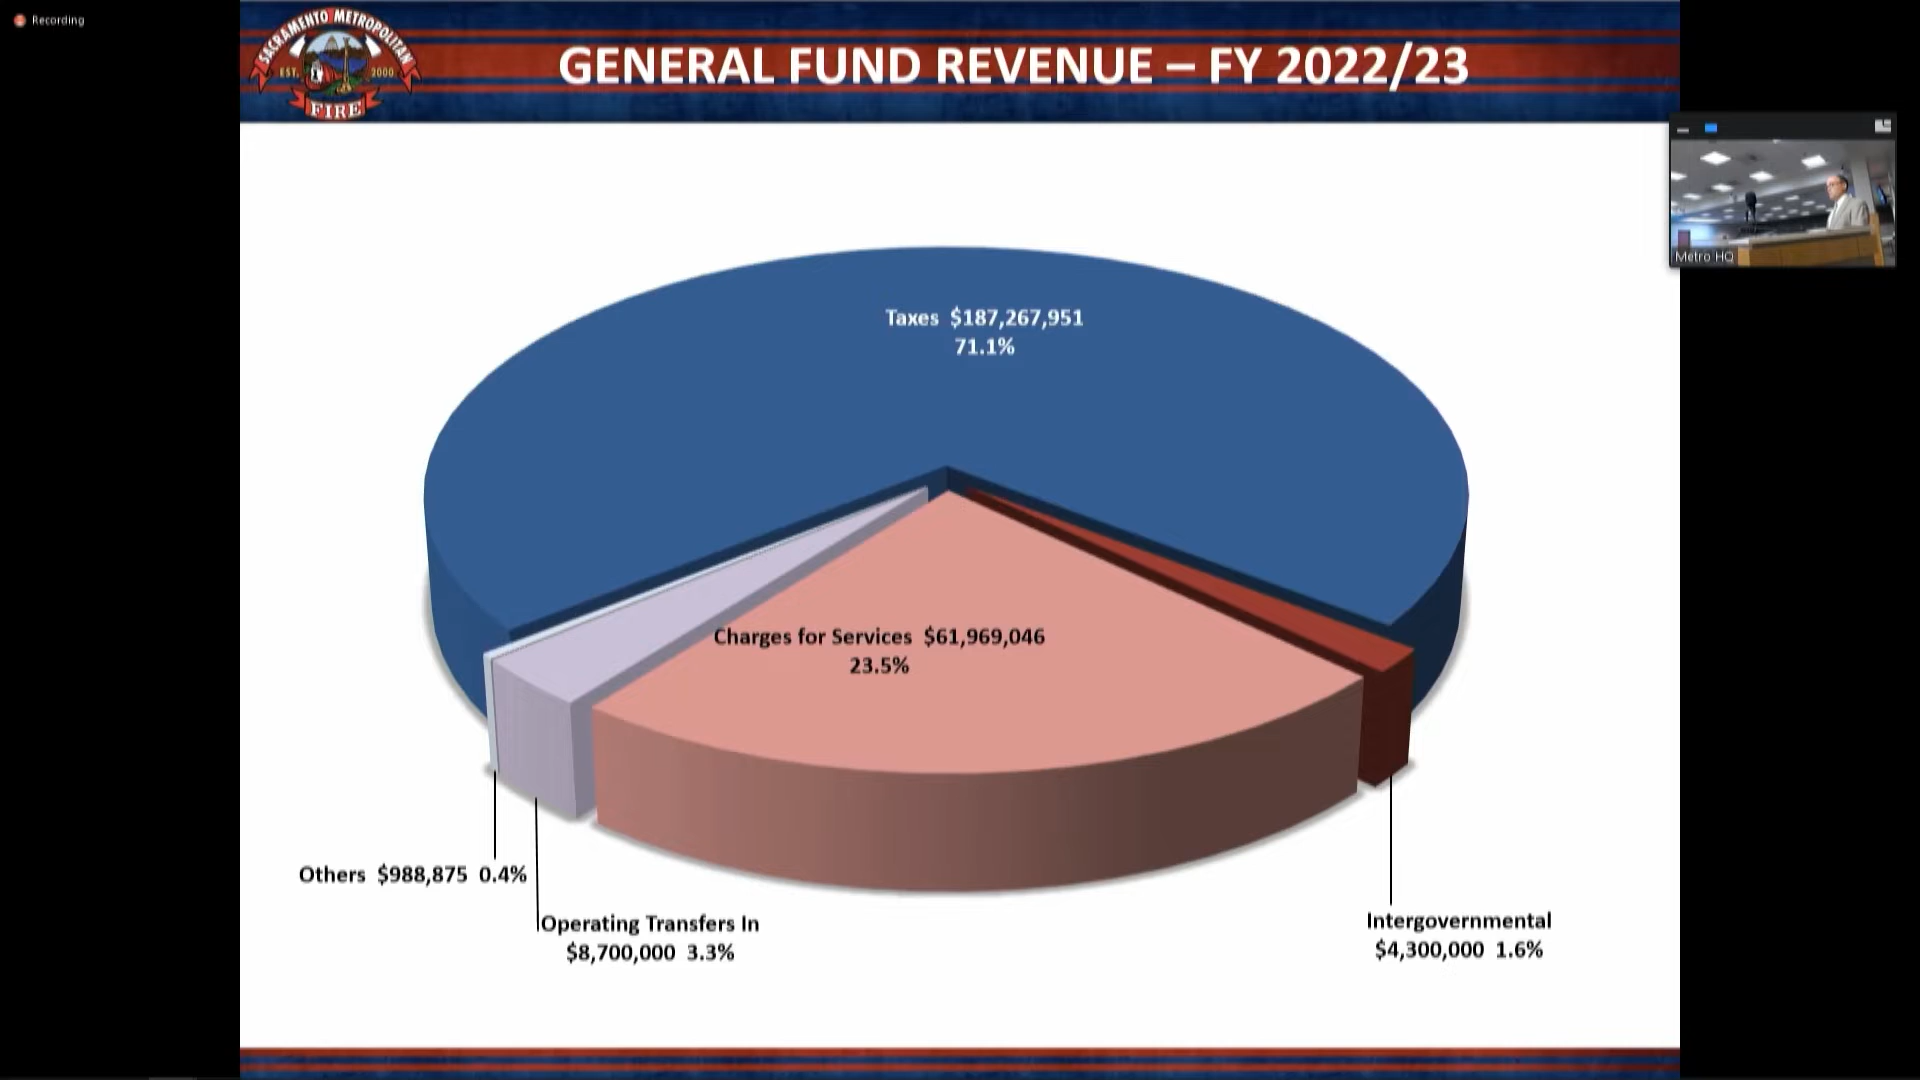 Recording
SACRAMENTO METROPOLITAN
EST. 2000
FIRE
GENERAL FUND REVENUE – FY 2022/23
Metro HQ
Taxes $187,267,951
71.1%
Charges for Services $61,969,046
23.5%
Others $988,875 0.4%
Operating Transfers In
$8,700,000 3.3%
Intergovernmental
$4,300,000 1.6%